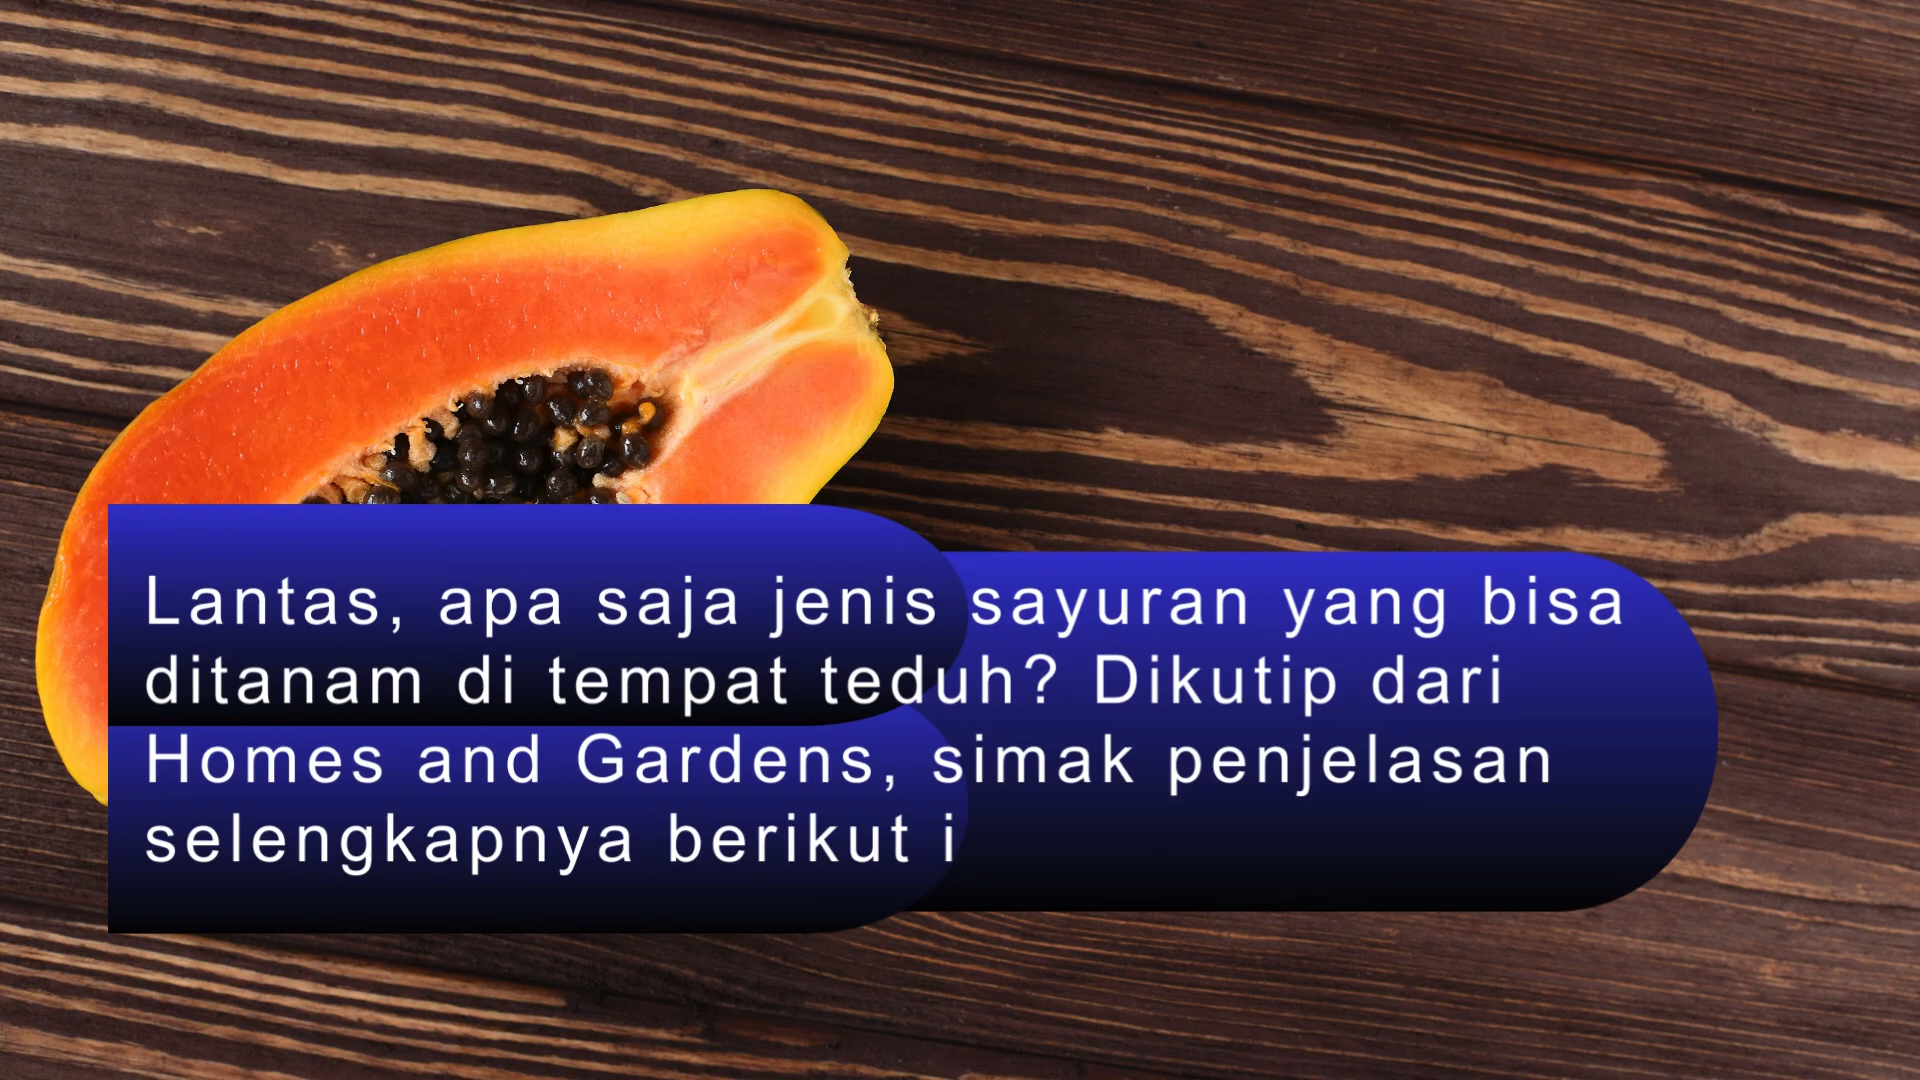 Lantas, apa saja jenis sayuran yang bisa
ditanam di tempat teduh? Dikutip dari
Homes and Gardens, simak penjelasan
selengkapnya berikut i